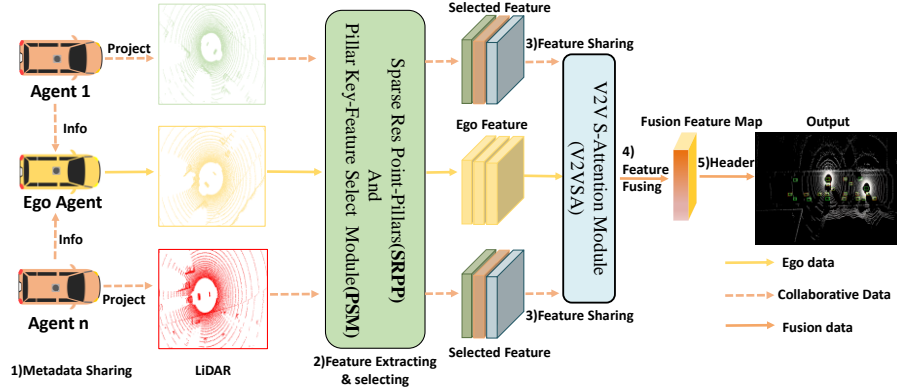 Selected Feature
Project
3)Feature Sharing
Agent 1
Info
Ego Feature
Fusion Feature Map
Output
Sparse Res Point-Pillars(SRPP)
And
Pillar Key-Feature Select Module(PSM)
V2V S-Attention Module
(V2VSA)
4)
Feature
Fusing
5)Header
Ego Agent
Info
Ego data
Project
Collaborative Data
3)Feature Sharing
Agent n
Fusion data
Selected Feature
1)Metadata Sharing
LiDAR
2)Feature Extracting
& selecting